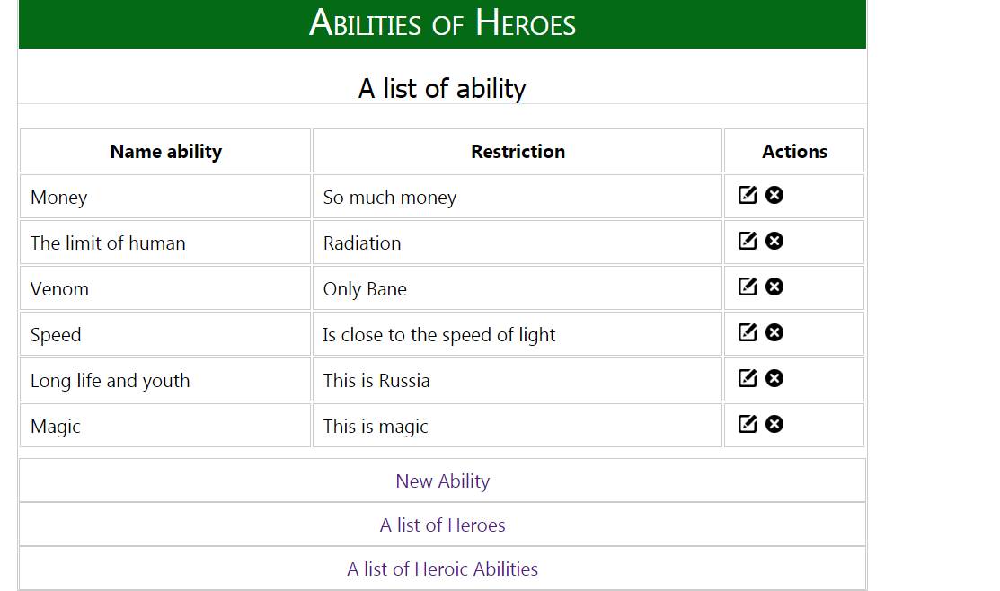 Abilities of Heroes
A list of ability
Name ability Restriction Actions
Money So much money
The limit of human Radiation
Venom Only Bane
Speed Is close to the speed of light
Long life and youth This is Russia
Magic This is magic
New Ability
A list of Heroes
A list of Heroic Abilities